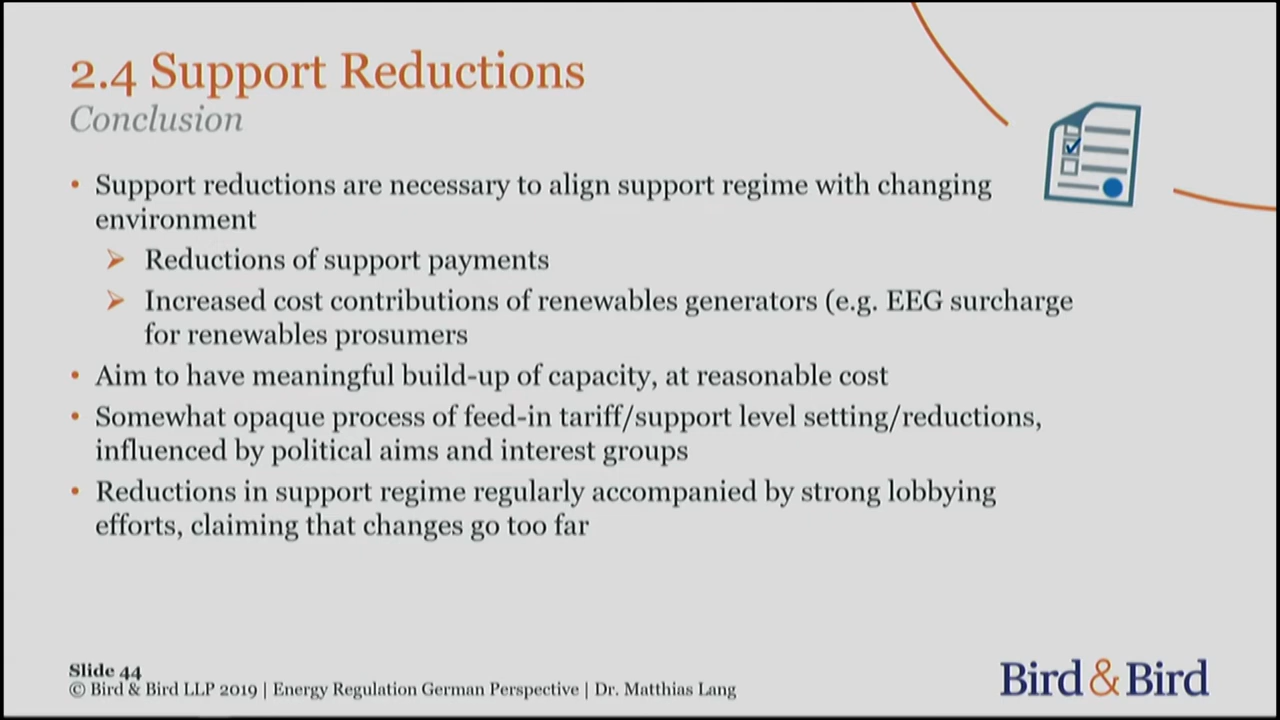 2.4 Support Reductions
Conclusion
• Support reductions are necessary to align support regime with changing
environment
➢ Reductions of support payments
➢ Increased cost contributions of renewables generators (e.g. EEG surcharge
for renewables prosumers
• Aim to have meaningful build-up of capacity, at reasonable cost
• Somewhat opaque process of feed-in tariff/support level setting/reductions,
influenced by political aims and interest groups
• Reductions in support regime regularly accompanied by strong lobbying
efforts, claiming that changes go too far
Slide 44
© Bird & Bird LLP 2019 | Energy Regulation German Perspective | Dr. Matthias Lang
Bird & Bird